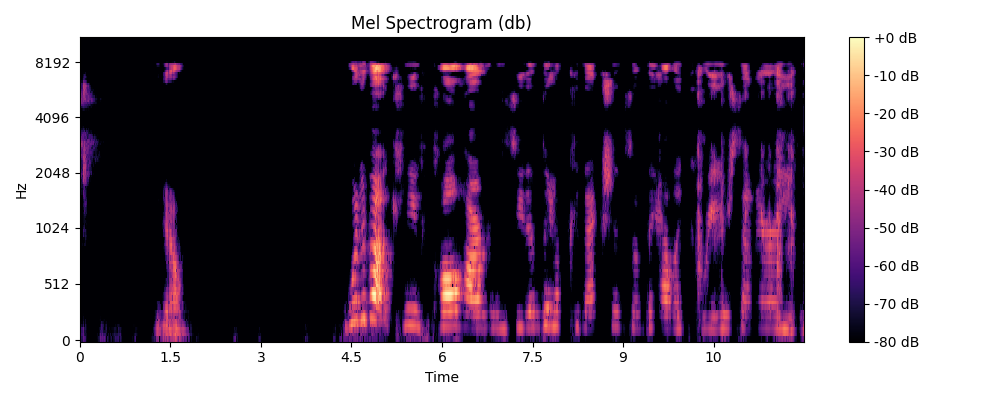 Mel Spectrogram (db)
+0 dB
8192
-10 dB
4096
-20 dB
-30 dB
Hz
2048
-40 dB
1024
-50 dB
-60 dB
512
-70 dB
0
-80 dB
0 1.5 3 4.5 6 7.5 9 10
Time